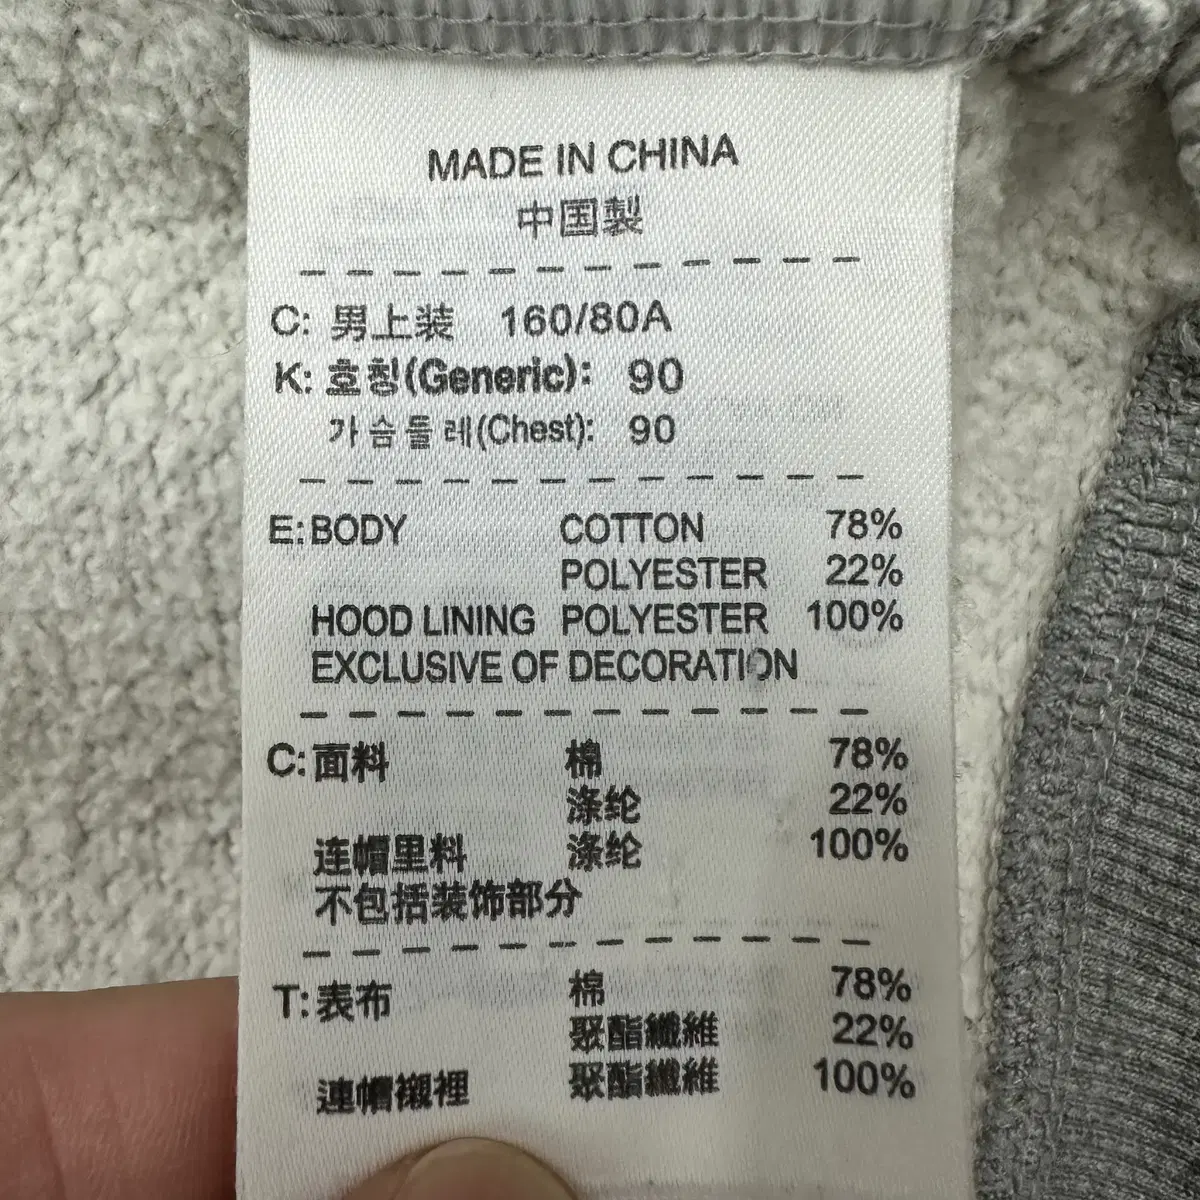 MADE IN CHINA
中国製
C: 男上装 160/80A
K: 호칭(Generic): 90
가슴둘레(Chest): 90
E: BODY COTTON 78%
POLYESTER 22%
HOOD LINING POLYESTER 100%
EXCLUSIVE OF DECORATION
C: 面料 棉 78%
涤纶 22%
连帽里料 涤纶 100%
不包括装饰部分
T: 表布 棉 78%
聚酯纖維 22%
連帽襯裡 聚酯纖維 100%